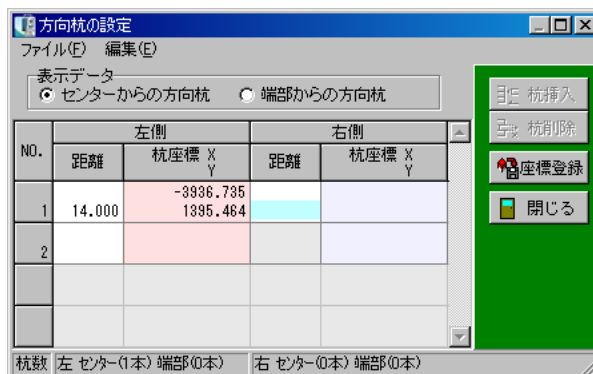 方向杭の設定
ファイル(F) 編集(E)
表示データ
センターからの方向杭 端部からの方向杭
杭挿入
杭削除
座標登録
閉じる
NO. 左側 右側
距離 杭座標 X Y 距離 杭座標 X Y
1 14.000 -3936.735
1395.464
2
杭数 左 センター(1本) 端部(0本) 右 センター(0本) 端部(0本)